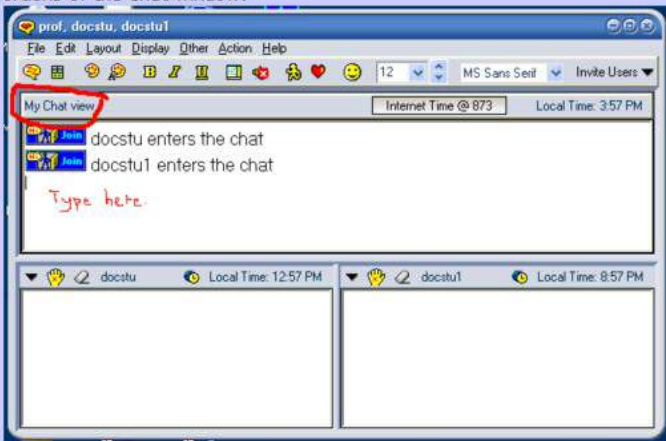 prof, docstu, docstu1
File Edit Layout Display Other Action Help
B I U 12 MS Sans Serif Invite Users
My Chat view Internet Time @ 873 Local Time: 3:57 PM
Join docstu enters the chat
Join docstu1 enters the chat
Type here.
docstu Local Time: 12:57 PM docstu1 Local Time: 8:57 PM